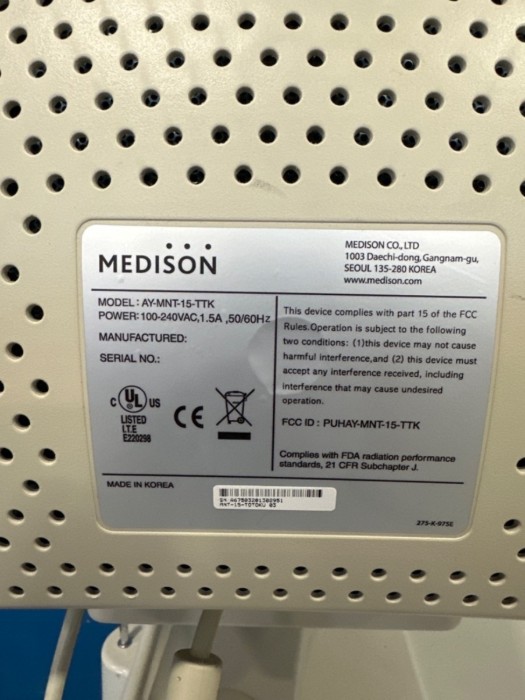 MEDISON
MEDISON CO., LTD
1003 Daechi-dong, Gangnam-gu,
SEOUL 135-280 KOREA
www.medison.com
MODEL : AY-MNT-15-TTK
POWER: 100-240VAC,1.5A ,50/60Hz
MANUFACTURED:
SERIAL NO.:
C UL US
LISTED
I.T.E
E220298
CE
This device complies with part 15 of the FCC
Rules.Operation is subject to the following
two conditions: (1)this device may not cause
harmful interference,and (2) this device must
accept any interference received, including
interference that may cause undesired
operation.
FCC ID : PUHAY-MNT-15-TTK
Complies with FDA radiation performance
standards, 21 CFR Subchapter J.
MADE IN KOREA
MNT-15-TOTOKU 03